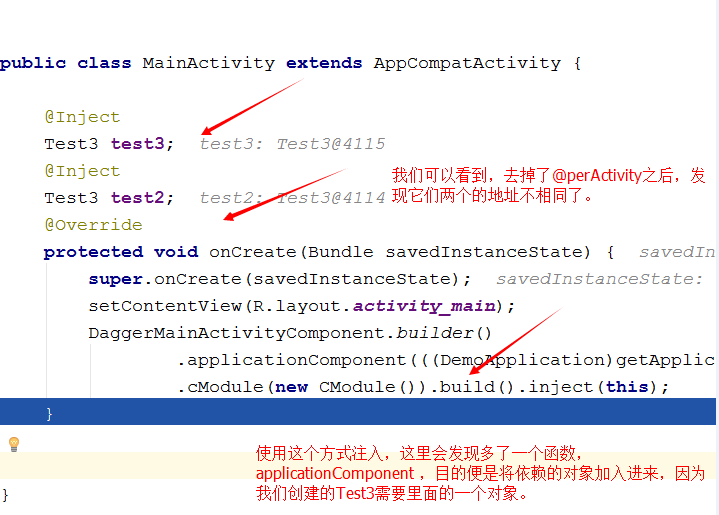 public class MainActivity extends AppCompatActivity {
@Inject
Test3 test3; test3: Test3@4115
@Inject
Test3 test2; test2: Test3@4114
我们可以看到，去掉了@perActivity之后，发
现它们两个的地址不相同了。
@Override
protected void onCreate(Bundle savedInstanceState) { savedIn
super.onCreate(savedInstanceState); savedInstanceState:
setContentView(R.layout.activity_main);
DaggerMainActivityComponent.builder()
.applicationComponent(((DemoApplication)getApplic
.cModule(new CModule()).build().inject(this);
}
使用这个方式注入，这里会发现多了一个函数，
applicationComponent ，目的便是将依赖的对象加入进来，因为
我们创建的Test3需要里面的一个对象。
}